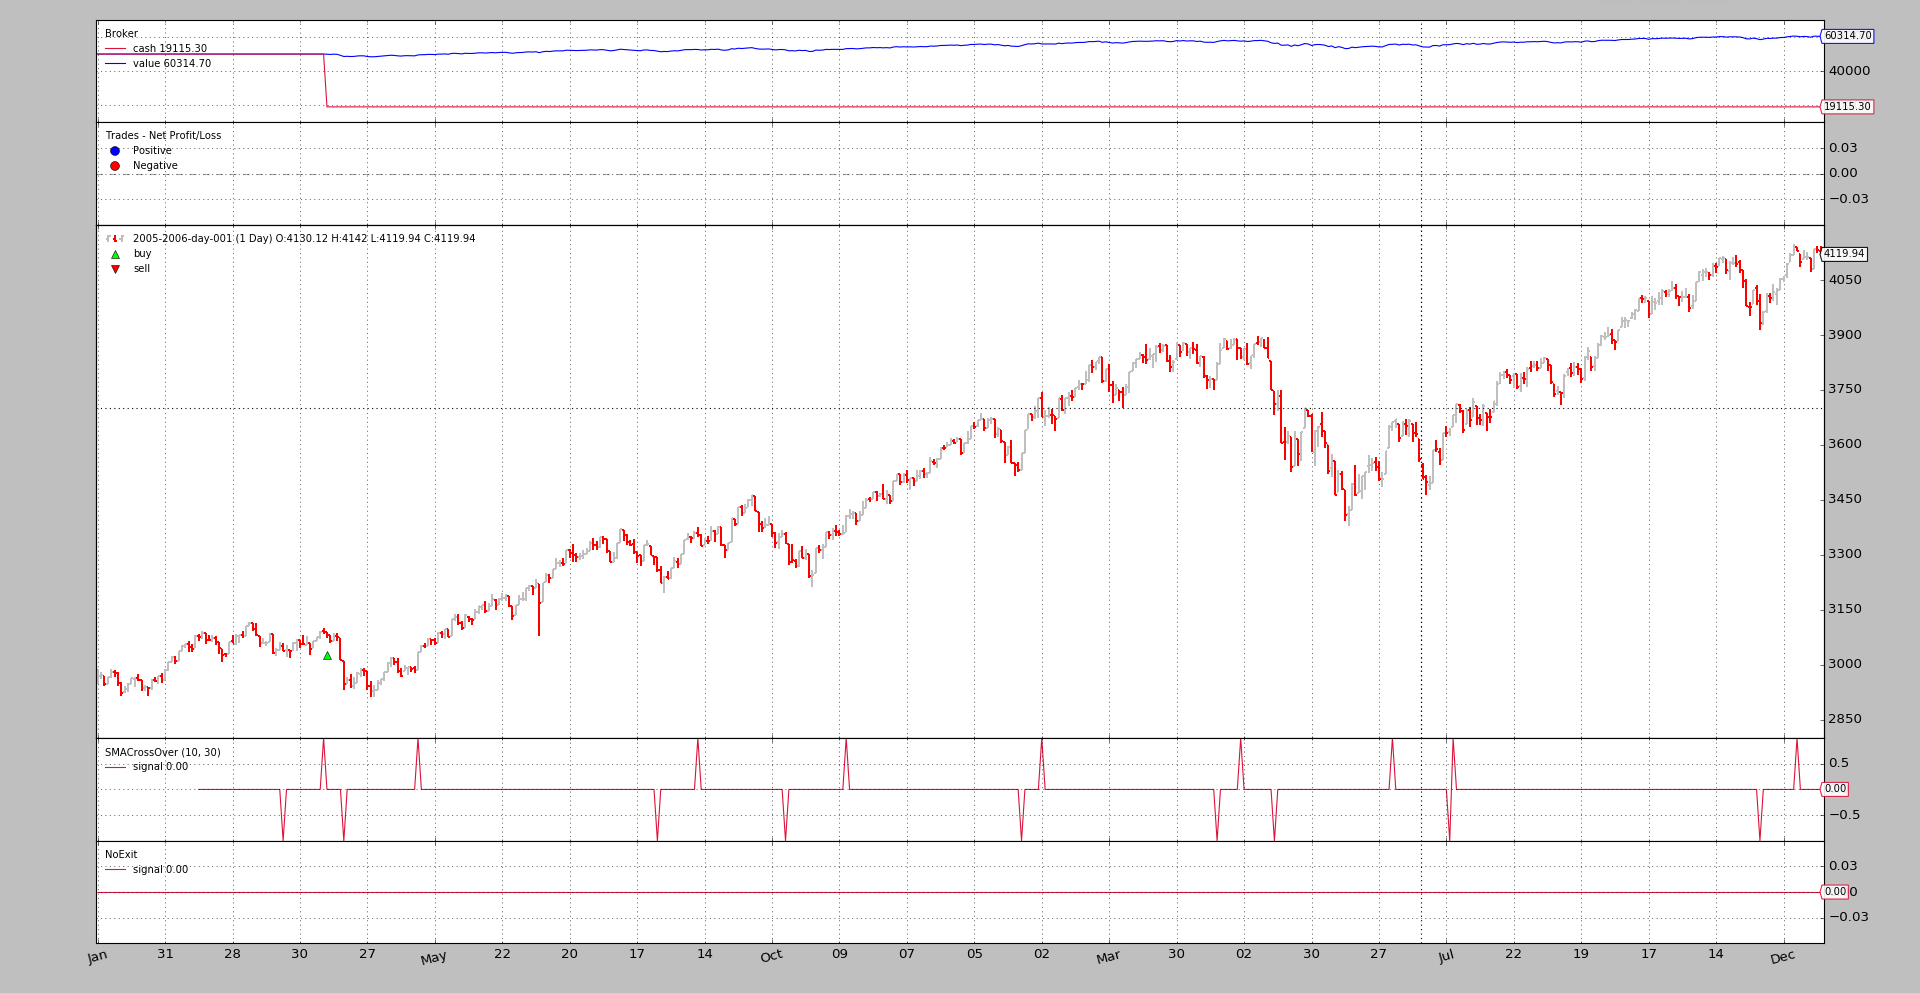 Broker
cash 19115.30
value 60314.70
60314.70
40000
19115.30
Trades - Net Profit/Loss
Positive
Negative
0.03
0.00
−0.03
2005-2006-day-001 (1 Day) O:4130.12 H:4142 L:4119.94 C:4119.94
buy
sell
4119.94
4050
3900
3750
3600
3450
3300
3150
3000
2850
SMACrossOver (10, 30)
signal 0.00
0.5
0.00
−0.5
NoExit
signal 0.00
0.03
0.00 0
−0.03
Jan 31 28 30 27 May 22 20 17 14 Oct 09 07 05 02 Mar 30 02 30 27 Jul 22 19 17 14 Dec